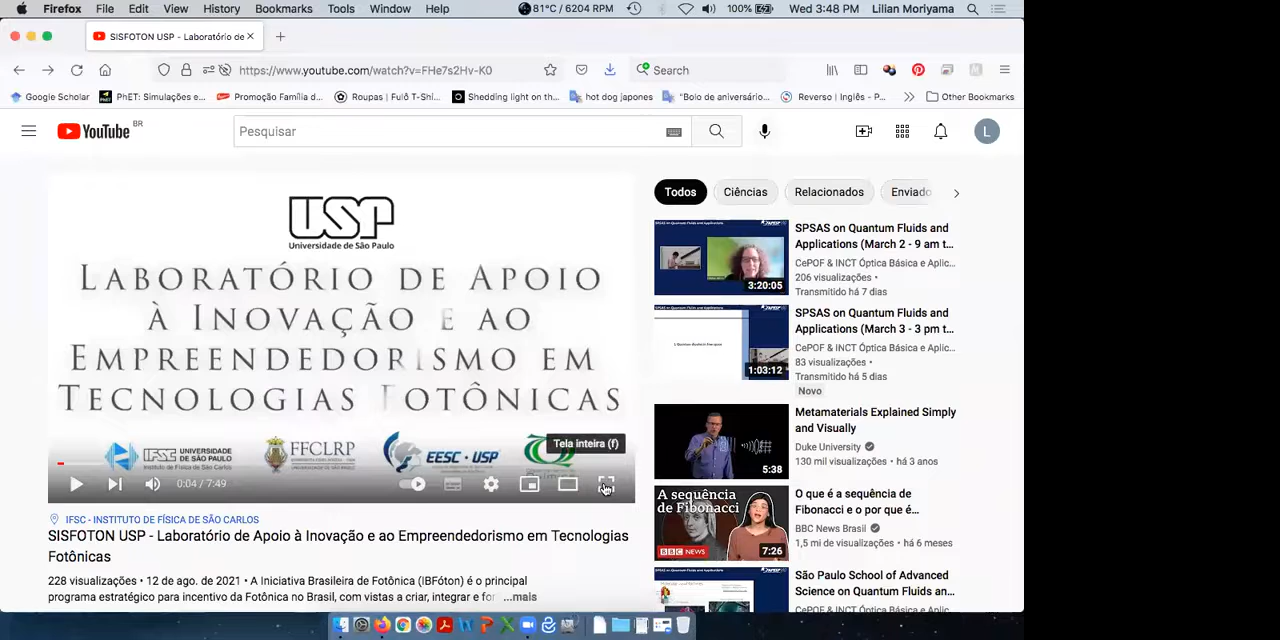 Firefox File Edit View History Bookmarks Tools Window Help 81°C / 6204 RPM 100% Wed 3:48 PM Lilian Moriyama
SISFOTON USP - Laboratório de
https://www.youtube.com/watch?v=FHe7s2Hv-K0
Search
Google Scholar PhET: Simulações e... Promoção Família d... Roupas | Fulô T-Shi... Shedding light on th... hot dog japones "Bolo de aniversário... Reverso | Inglês - P... Other Bookmarks
YouTube BR
Pesquisar
L
USP
Universidade de São Paulo
LABORATÓRIO DE APOIO
À INOVAÇÃO E AO
EMPREENDEDORISMO EM
TECNOLOGIAS FOTÔNICAS
IFSC UNIVERSIDADE DE SÃO PAULO
Instituto de Física de São Carlos
FFCLRP
EESC • USP
Tela inteira (f)
0:04 / 7:49
IFSC - INSTITUTO DE FÍSICA DE SÃO CARLOS
SISFOTON USP - Laboratório de Apoio à Inovação e ao Empreendedorismo em Tecnologias
Fotônicas
228 visualizações • 12 de ago. de 2021 • A Iniciativa Brasileira de Fotônica (IBFóton) é o principal
programa estratégico para incentivo da Fotônica no Brasil, com vistas a criar, integrar e for ...mais
Todos Ciências Relacionados Enviado
3:20:05
SPSAS on Quantum Fluids and
Applications (March 2 - 9 am t...
CePOF & INCT Óptica Básica e Aplic...
206 visualizações •
Transmitido há 7 dias
1:03:12
SPSAS on Quantum Fluids and
Applications (March 3 - 3 pm t...
CePOF & INCT Óptica Básica e Aplic...
83 visualizações •
Transmitido há 5 dias
Novo
5:38
Metamaterials Explained Simply
and Visually
Duke University
130 mil visualizações • há 3 anos
A sequência
de Fibonacci
BBC NEWS BRASIL
7:26
O que é a sequência de
Fibonacci e o por que é...
BBC News Brasil
1,5 mi de visualizações • há 6 meses
São Paulo School of Advanced
Science on Quantum Fluids an...
CePOF & INCT Óptica Básica e Aplic...